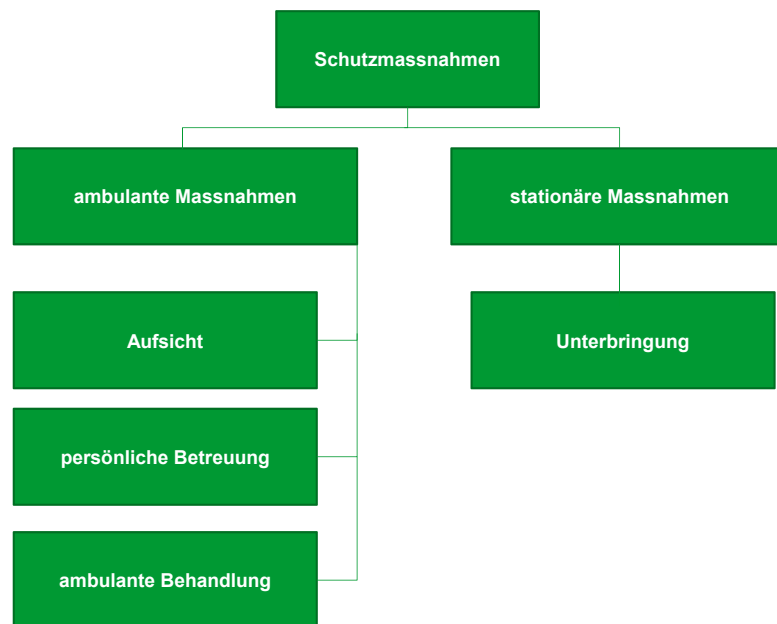 Schutzmassnahmen
ambulante Massnahmen
stationäre Massnahmen
Aufsicht
Unterbringung
persönliche Betreuung
ambulante Behandlung